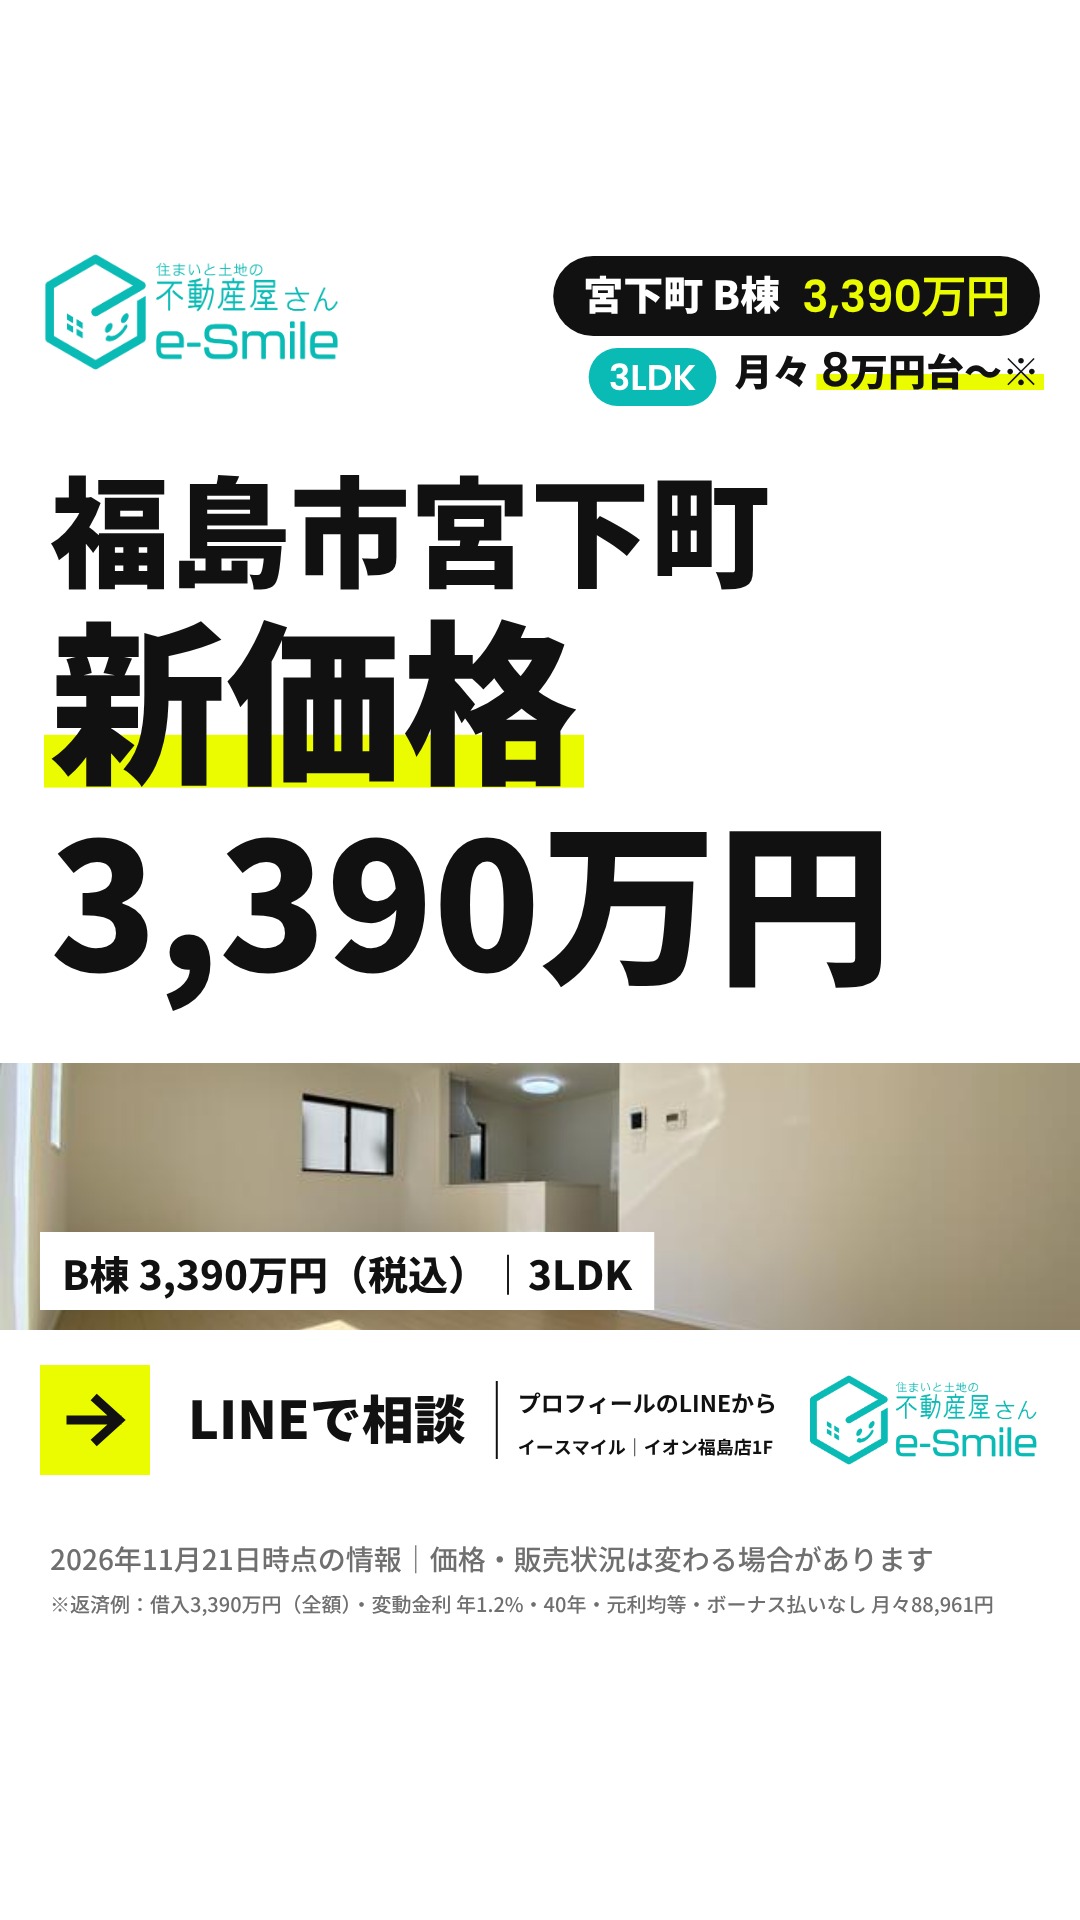 住まいと土地の
不動産屋さん
e-Smile
宮下町 B棟 3,390万円
3LDK 月々 8万円台〜※
福島市宮下町
新価格
3,390万円
B棟 3,390万円（税込）｜3LDK
→ LINEで相談
プロフィールのLINEから
イースマイル｜イオン福島店1F
住まいと土地の
不動産屋さん
e-Smile
2026年11月21日時点の情報｜価格・販売状況は変わる場合があります
※返済例：借入3,390万円（全額）・変動金利 年1.2%・40年・元利均等・ボーナス払いなし 月々88,961円